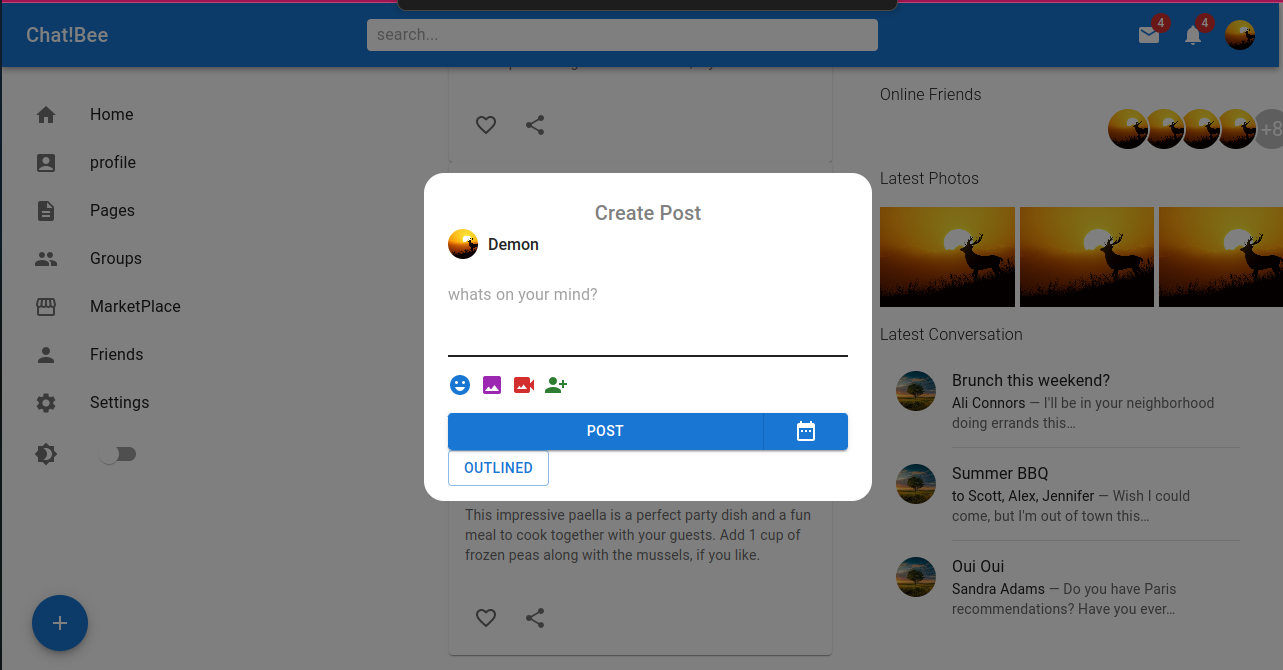 Chat!Bee
search...
4
4
Home
profile
Pages
Groups
MarketPlace
Friends
Settings
Create Post
Demon
whats on your mind?
POST
OUTLINED
This impressive paella is a perfect party dish and a fun
meal to cook together with your guests. Add 1 cup of
frozen peas along with the mussels, if you like.
Online Friends
+8
Latest Photos
Latest Conversation
Brunch this weekend?
Ali Connors — I'll be in your neighborhood
doing errands this…
Summer BBQ
to Scott, Alex, Jennifer — Wish I could
come, but I'm out of town this…
Oui Oui
Sandra Adams — Do you have Paris
recommendations? Have you ever…